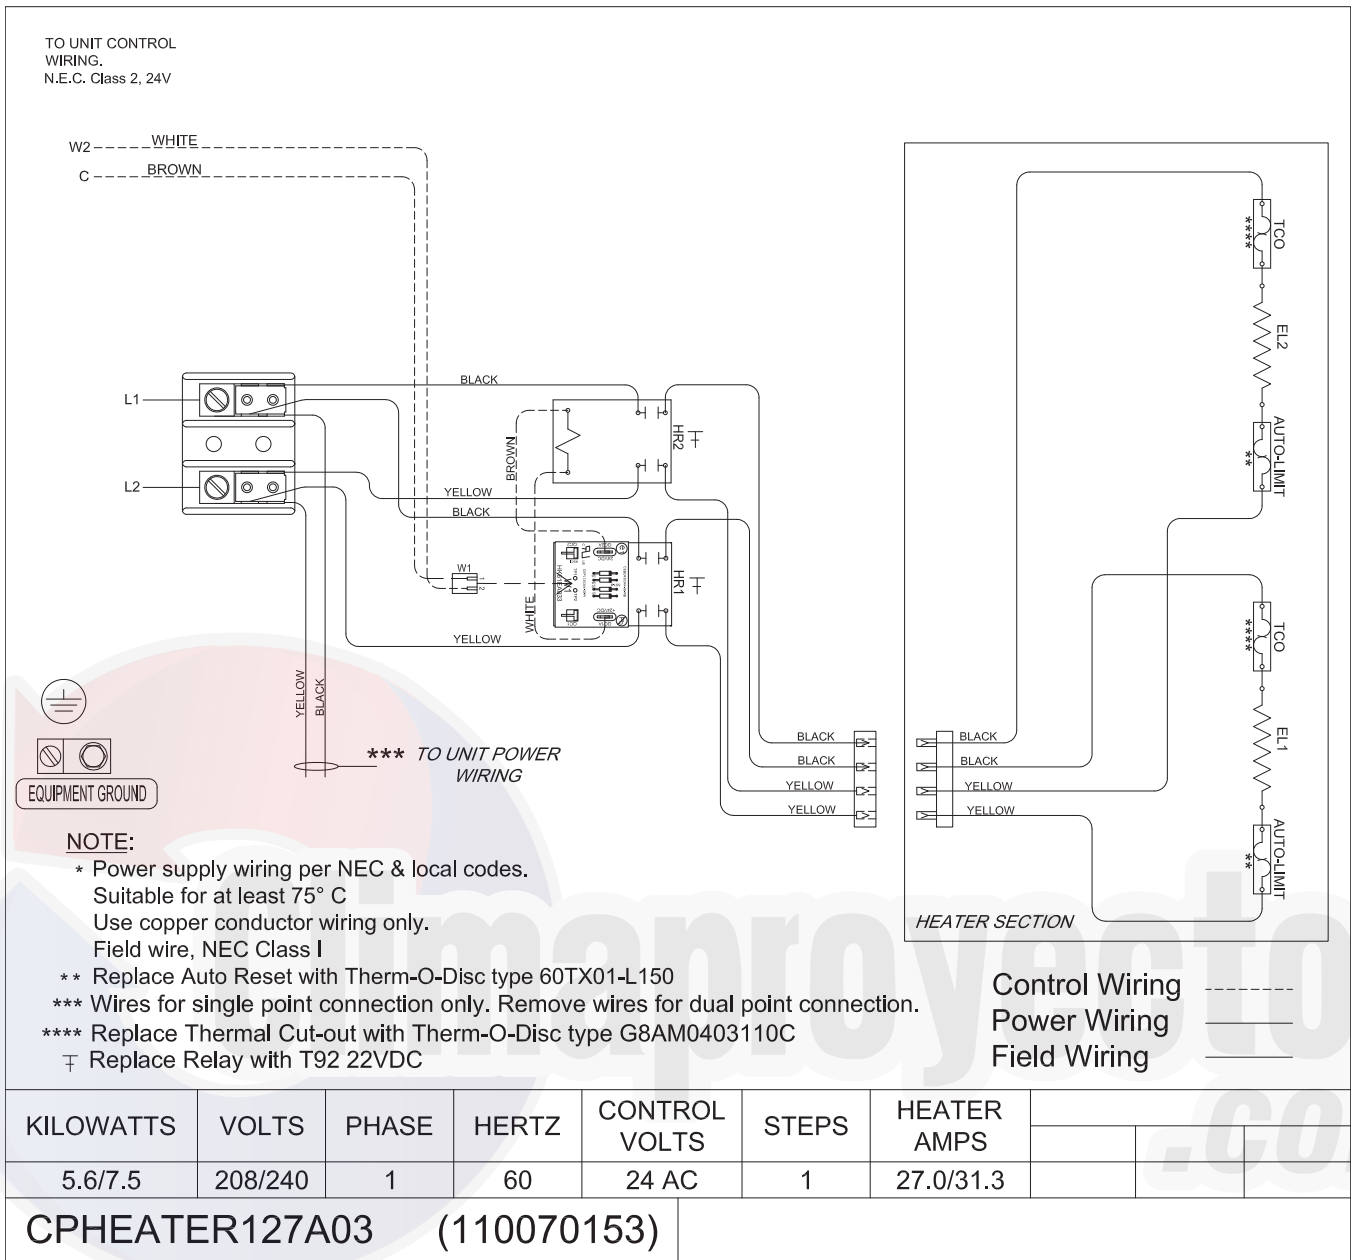 TO UNIT CONTROL
WIRING.
N.E.C. Class 2, 24V
W2
WHITE
C
BROWN
L1
L2
BLACK
YELLOW
BLACK
YELLOW
BROWN
WHITE
HR2
HR1
W1
1
2
YELLOW
BLACK
*** TO UNIT POWER
WIRING
EQUIPMENT GROUND
BLACK
BLACK
YELLOW
YELLOW
BLACK
BLACK
YELLOW
YELLOW
TCO
****
EL2
AUTO-LIMIT
**
TCO
****
EL1
AUTO-LIMIT
**
HEATER SECTION
NOTE:
* Power supply wiring per NEC & local codes.
Suitable for at least 75° C
Use copper conductor wiring only.
Field wire, NEC Class I
** Replace Auto Reset with Therm-O-Disc type 60TX01-L150
*** Wires for single point connection only. Remove wires for dual point connection.
**** Replace Thermal Cut-out with Therm-O-Disc type G8AM0403110C
Replace Relay with T92 22VDC
Control Wiring
Power Wiring
Field Wiring
Climaproyecto
.co
KILOWATTS VOLTS PHASE HERTZ CONTROL VOLTS STEPS HEATER AMPS
5.6/7.5 208/240 1 60 24 AC 1 27.0/31.3
CPHEATER127A03 (110070153)